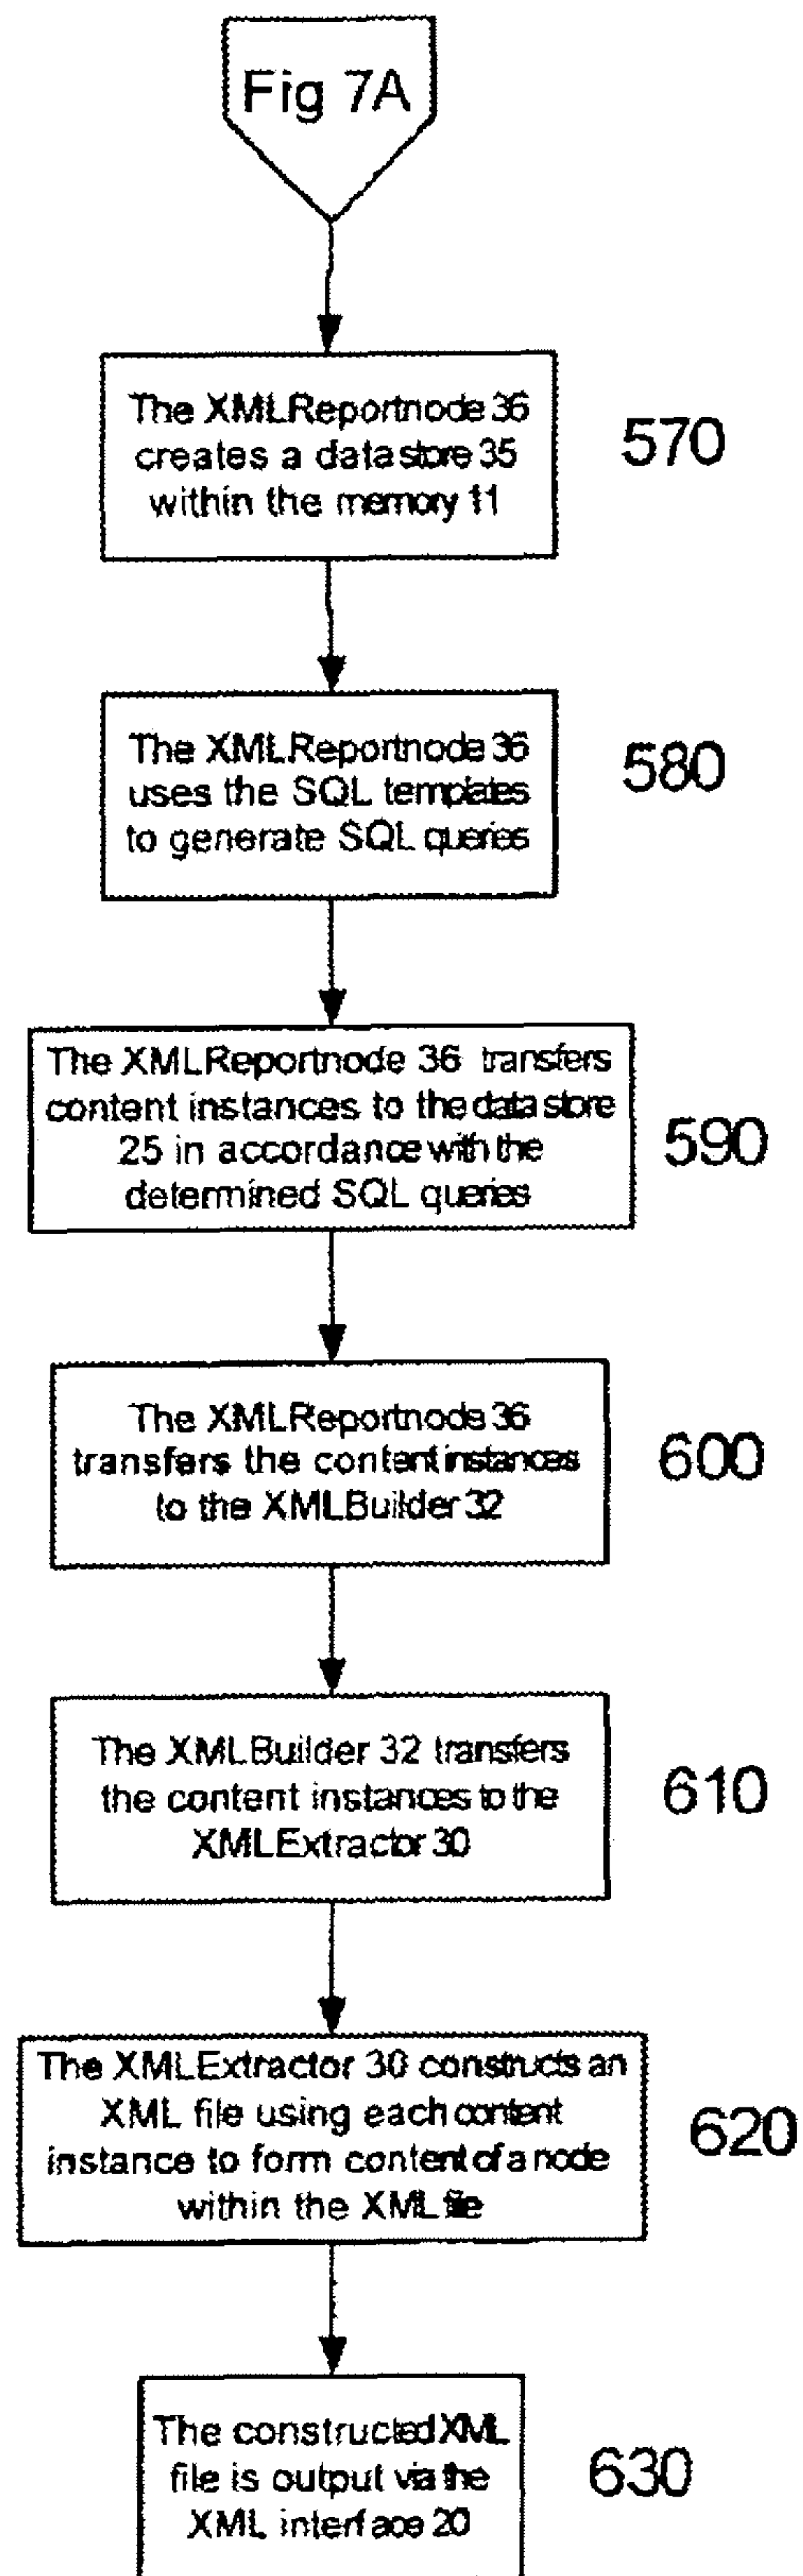 Fig 7A
The XMLReportnode 36
creates a data store 35
within the memory 11
570
The XMLReportnode 36
uses the SQL templates
to generate SQL queries
580
The XMLReportnode 36 transfers
content instances to the data store
25 in accordance with the
determined SQL queries
590
The XMLReportnode 36
transfers the content instances
to the XMLBuilder 32
600
The XMLBuilder 32 transfers
the content instances to the
XMLExtractor 30
610
The XMLExtractor 30 constructs an
XML file using each content
instance to form content of a node
within the XML file
620
The constructed XML
file is output via the
XML interface 20
630